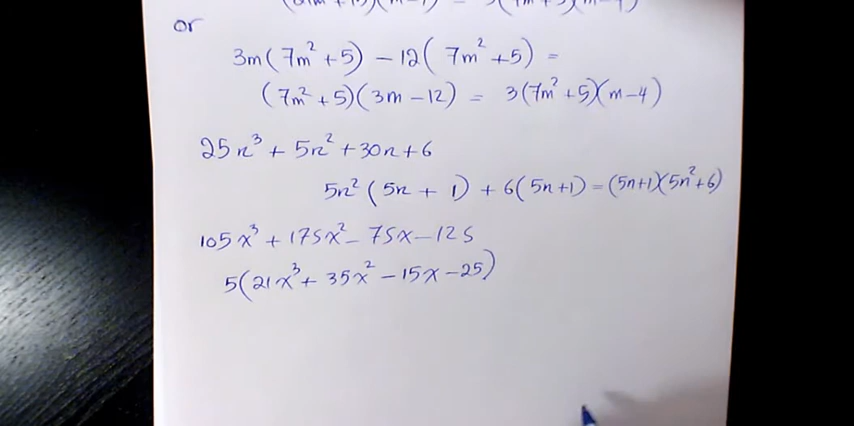 or
3m(7m² + 5) – 12(7m² + 5) =
(7m² + 5)(3m – 12) = 3(7m² + 5)(m – 4)
25n³ + 5n² + 30n + 6
5n²(5n + 1) + 6(5n+1) = (5n+1)(5n²+6)
105x³ + 175x² – 75x – 125
5(21x³ + 35x² – 15x – 25)